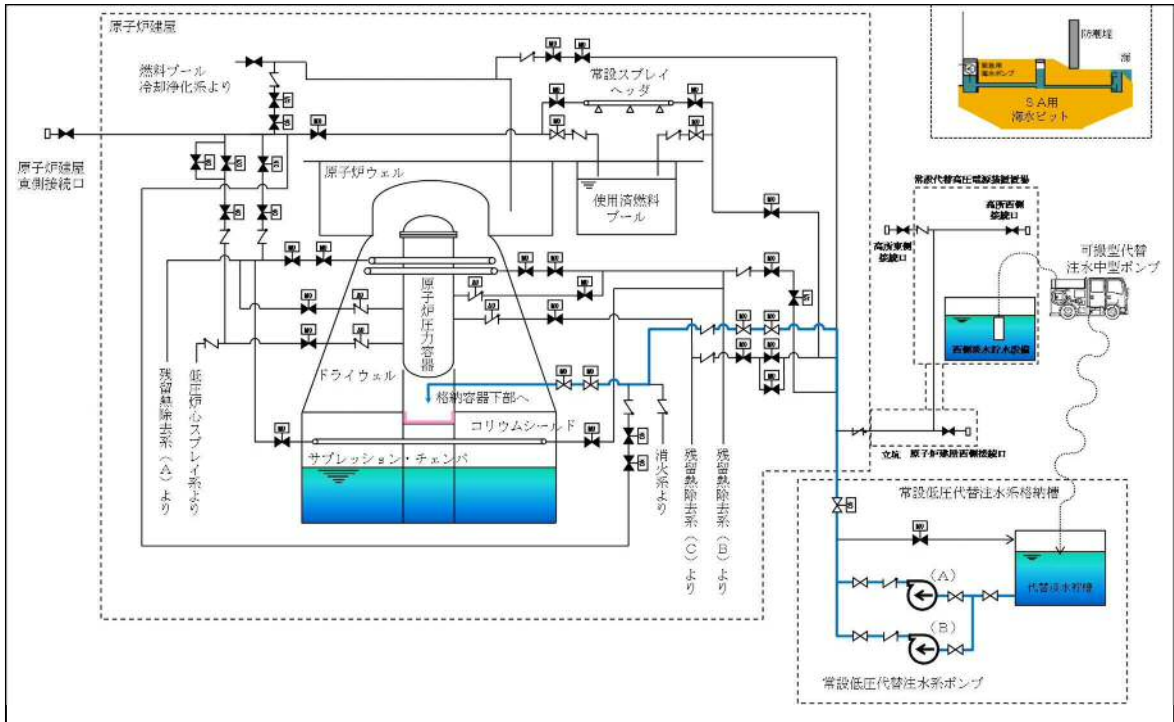 原子炉建屋
燃料プール
冷却浄化系より
原子炉建屋
東側接続口
常設スプレイ
ヘッダ
原子炉ウェル
使用済燃料
プール
原子炉圧力容器
ドライウェル
格納容器下部へ
コリウムシールド
サプレッション・チェンバ
残留熱除去系(A)より
低圧炉心スプレイ系より
消火系より
残留熱除去系(C)より
残留熱除去系(B)より
防潮堤
海
緊急用
海水ポンプ
SA用
海水ピット
常設代替高圧電源装置置場
高所西側
接続口
高所東側
接続口
西側淡水貯水設備
可搬型代替
注水中型ポンプ
立坑
原子炉建屋西側接続口
常設低圧代替注水系格納槽
代替淡水貯槽
(A)
(B)
常設低圧代替注水系ポンプ